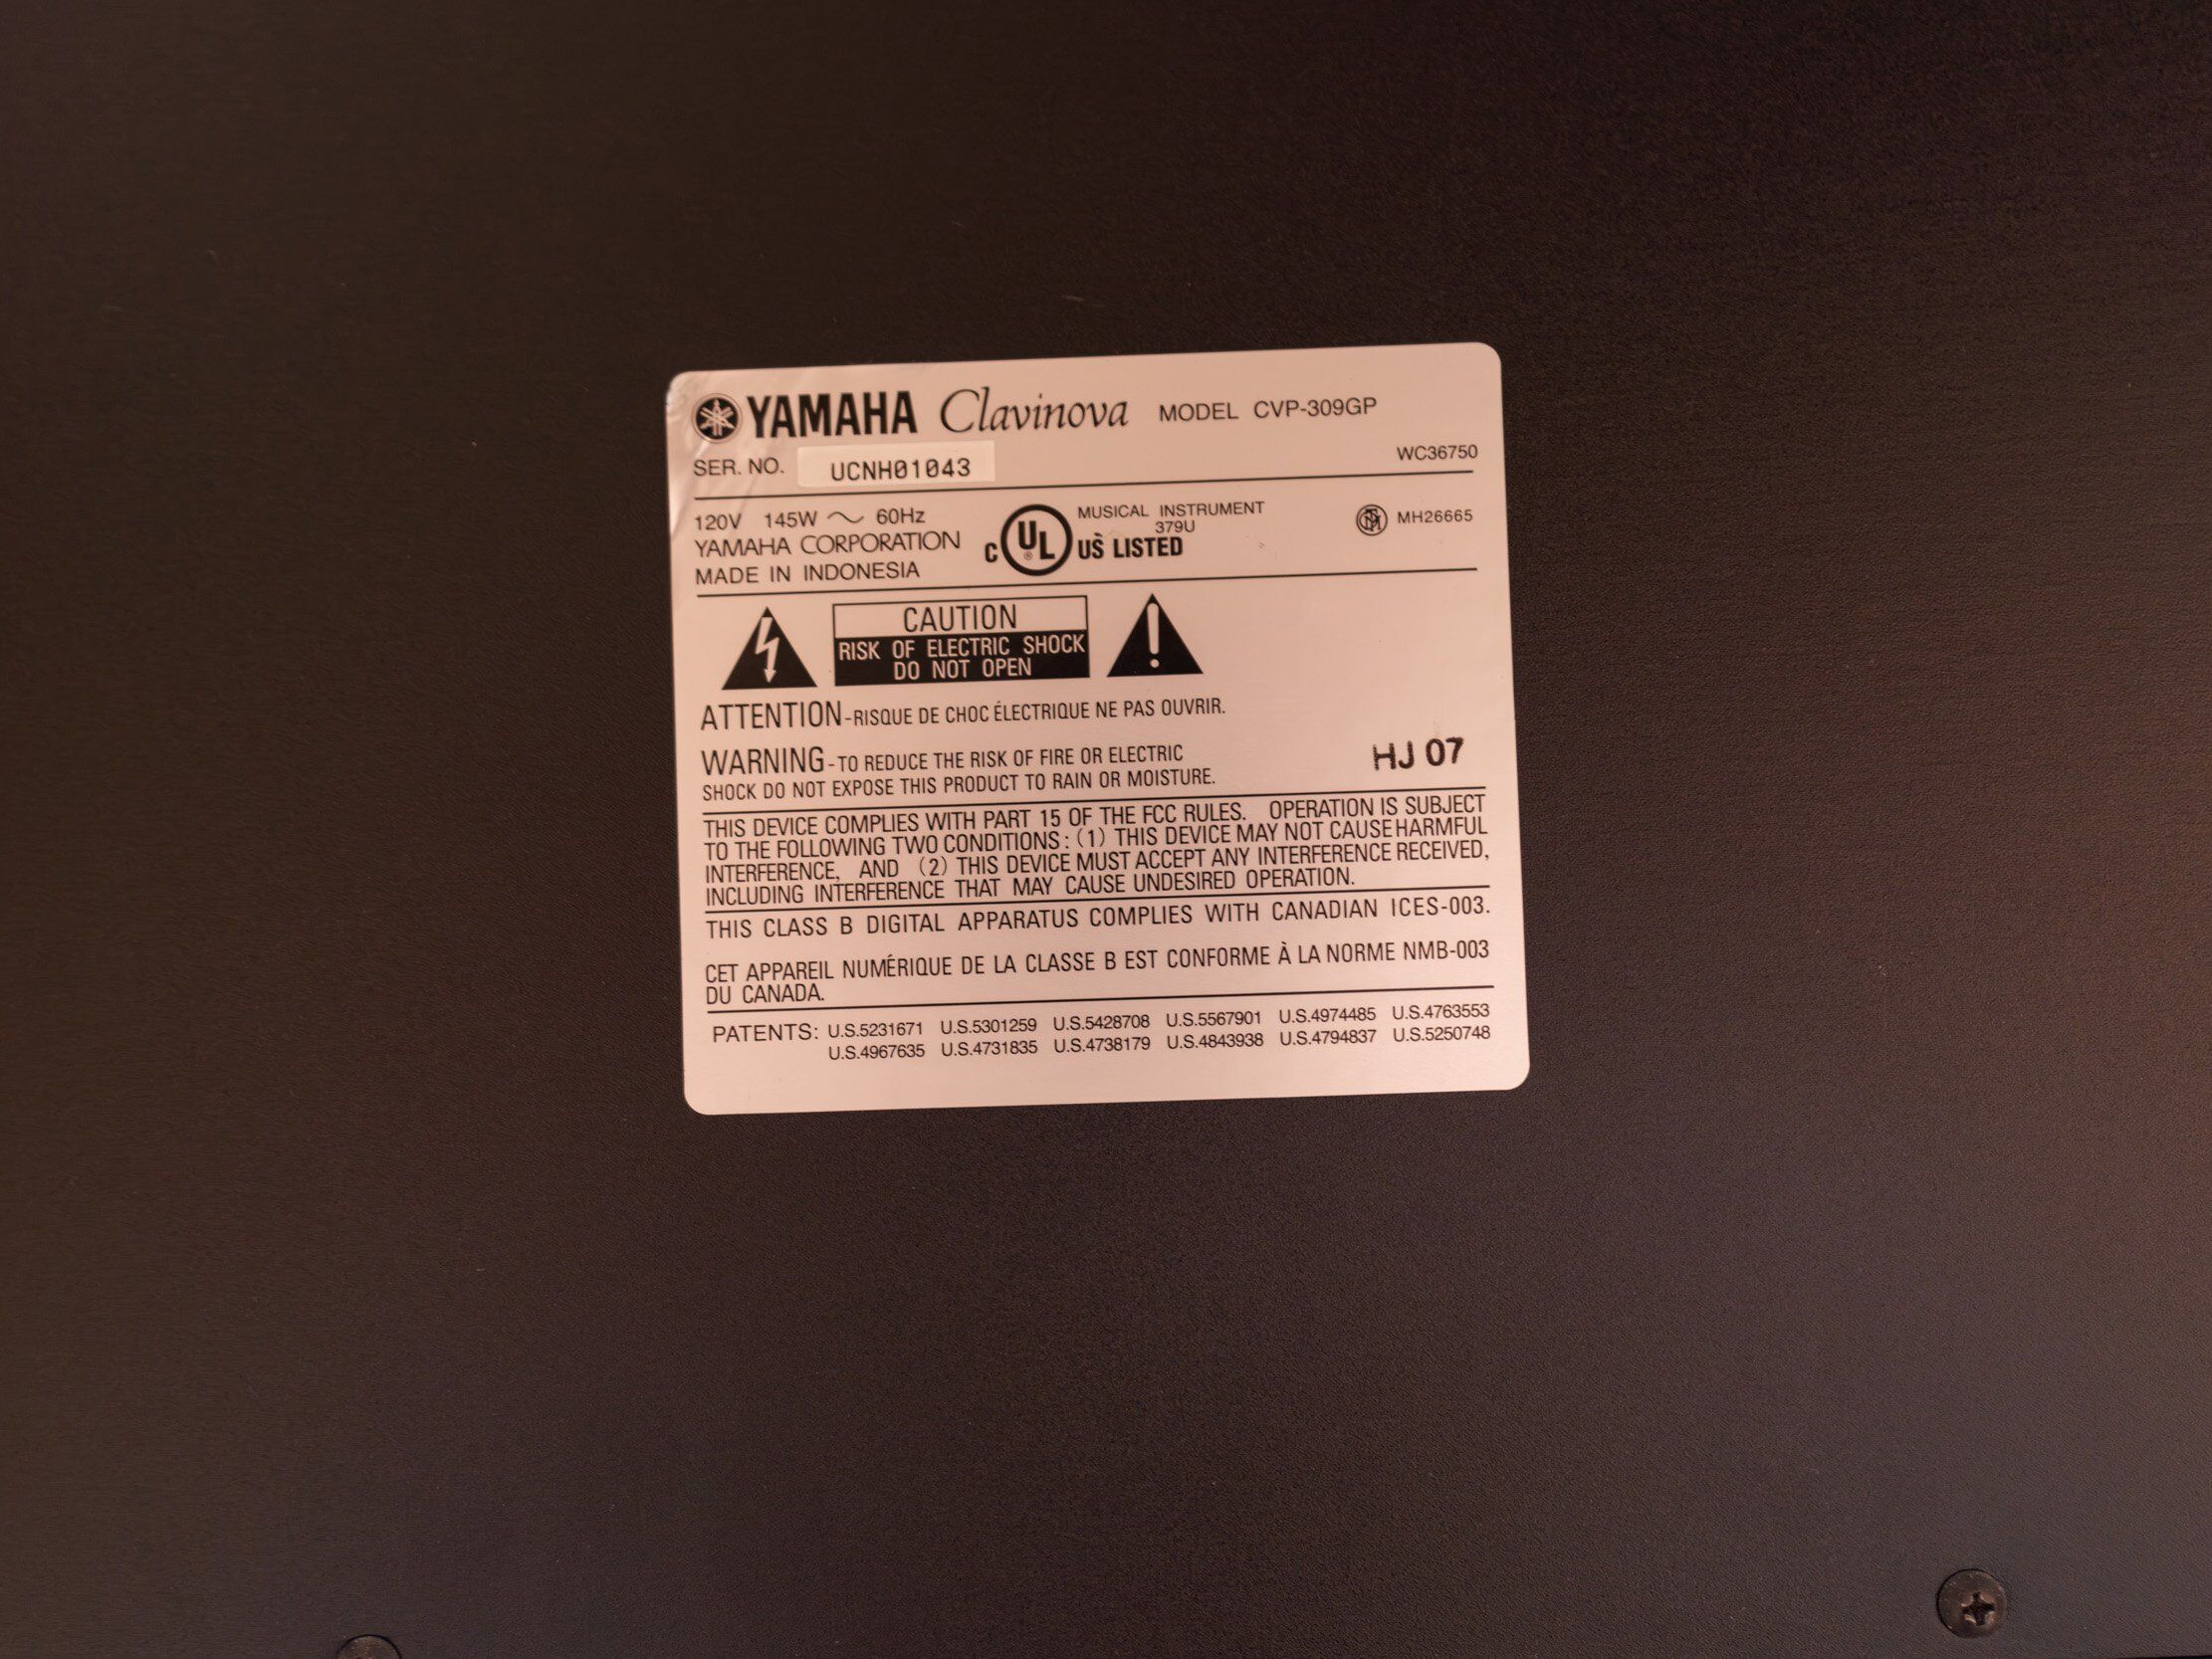 YAMAHA Clavinova MODEL CVP-309GP
SER. NO. UCNH01043 WC36750
120V 145W ~ 60Hz
YAMAHA CORPORATION
MADE IN INDONESIA
C UL ® US LISTED
MUSICAL INSTRUMENT
379U
MH26665
CAUTION
RISK OF ELECTRIC SHOCK
DO NOT OPEN
ATTENTION-RISQUE DE CHOC ÉLECTRIQUE NE PAS OUVRIR.
WARNING-TO REDUCE THE RISK OF FIRE OR ELECTRIC
SHOCK DO NOT EXPOSE THIS PRODUCT TO RAIN OR MOISTURE.
HJ 07
THIS DEVICE COMPLIES WITH PART 15 OF THE FCC RULES. OPERATION IS SUBJECT
TO THE FOLLOWING TWO CONDITIONS: (1) THIS DEVICE MAY NOT CAUSE HARMFUL
INTERFERENCE, AND (2) THIS DEVICE MUST ACCEPT ANY INTERFERENCE RECEIVED,
INCLUDING INTERFERENCE THAT MAY CAUSE UNDESIRED OPERATION.
THIS CLASS B DIGITAL APPARATUS COMPLIES WITH CANADIAN ICES-003.
CET APPAREIL NUMÉRIQUE DE LA CLASSE B EST CONFORME À LA NORME NMB-003
DU CANADA.
PATENTS: U.S.5231671 U.S.5301259 U.S.5428708 U.S.5567901 U.S.4974485 U.S.4763553
U.S.4967635 U.S.4731835 U.S.4738179 U.S.4843938 U.S.4794837 U.S.5250748